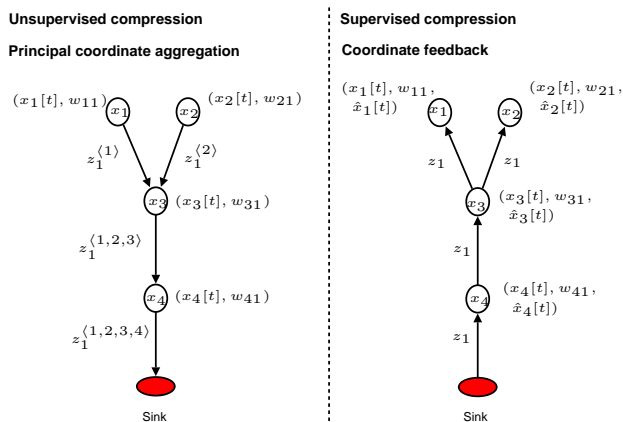 Unsupervised compression
Principal coordinate aggregation
(x₁[t], w₁₁)
x₁
x₂
(x₂[t], w₂₁)
z₁⟨1⟩
z₁⟨2⟩
x₃
(x₃[t], w₃₁)
z₁⟨1,2,3⟩
x₄
(x₄[t], w₄₁)
z₁⟨1,2,3,4⟩
Sink
Supervised compression
Coordinate feedback
(x₁[t], w₁₁,
x̂₁[t])
x₁
x₂
(x₂[t], w₂₁,
x̂₂[t])
z₁
z₁
x₃
(x₃[t], w₃₁,
x̂₃[t])
z₁
x₄
(x₄[t], w₄₁,
x̂₄[t])
z₁
Sink